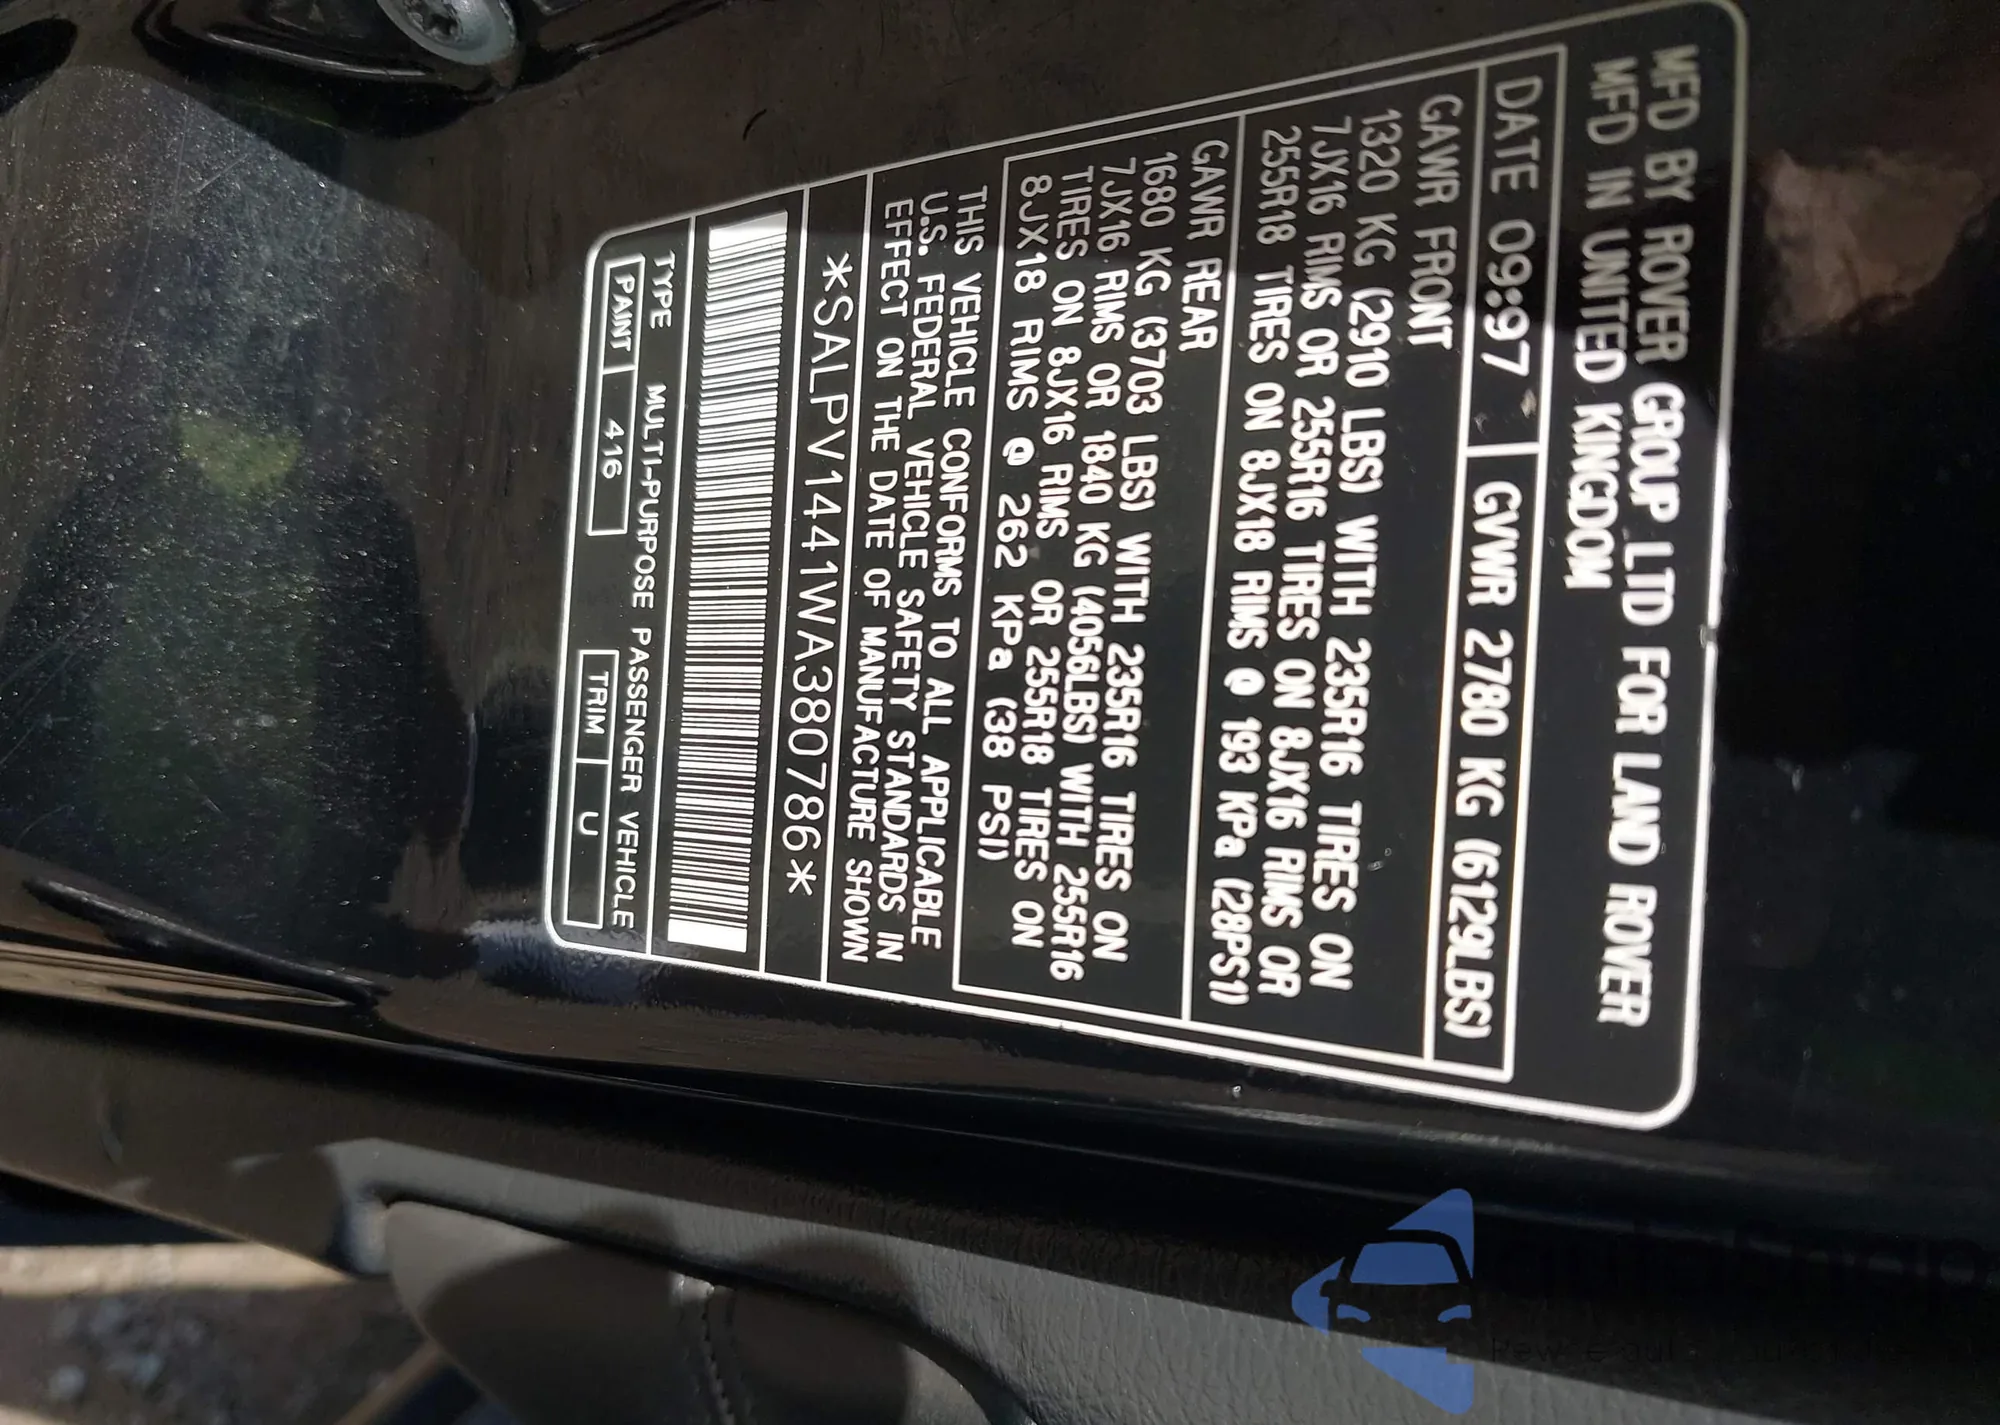 MFD BY ROVER GROUP LTD FOR LAND ROVER
MFD IN UNITED KINGDOM
DATE 09:97 GVWR 2780 KG (6129LBS)
GAWR FRONT
1320 KG (2910 LBS) WITH 235R16 TIRES ON
7JX16 RIMS OR 255R16 TIRES ON 8JX16 RIMS OR
255R18 TIRES ON 8JX18 RIMS @ 193 KPa (28PSI)
GAWR REAR
1680 KG (3703 LBS) WITH 235R16 TIRES ON
7JX16 RIMS OR 1840 KG (4056LBS) WITH 255R16
TIRES ON 8JX16 RIMS OR 255R18 TIRES ON
8JX18 RIMS @ 262 KPa (38 PSI)
THIS VEHICLE CONFORMS TO ALL APPLICABLE
U.S. FEDERAL VEHICLE SAFETY STANDARDS IN
EFFECT ON THE DATE OF MANUFACTURE SHOWN
*SALPV1441WA380786*
TYPE MULTI-PURPOSE PASSENGER VEHICLE
PAINT 416 TRIM U